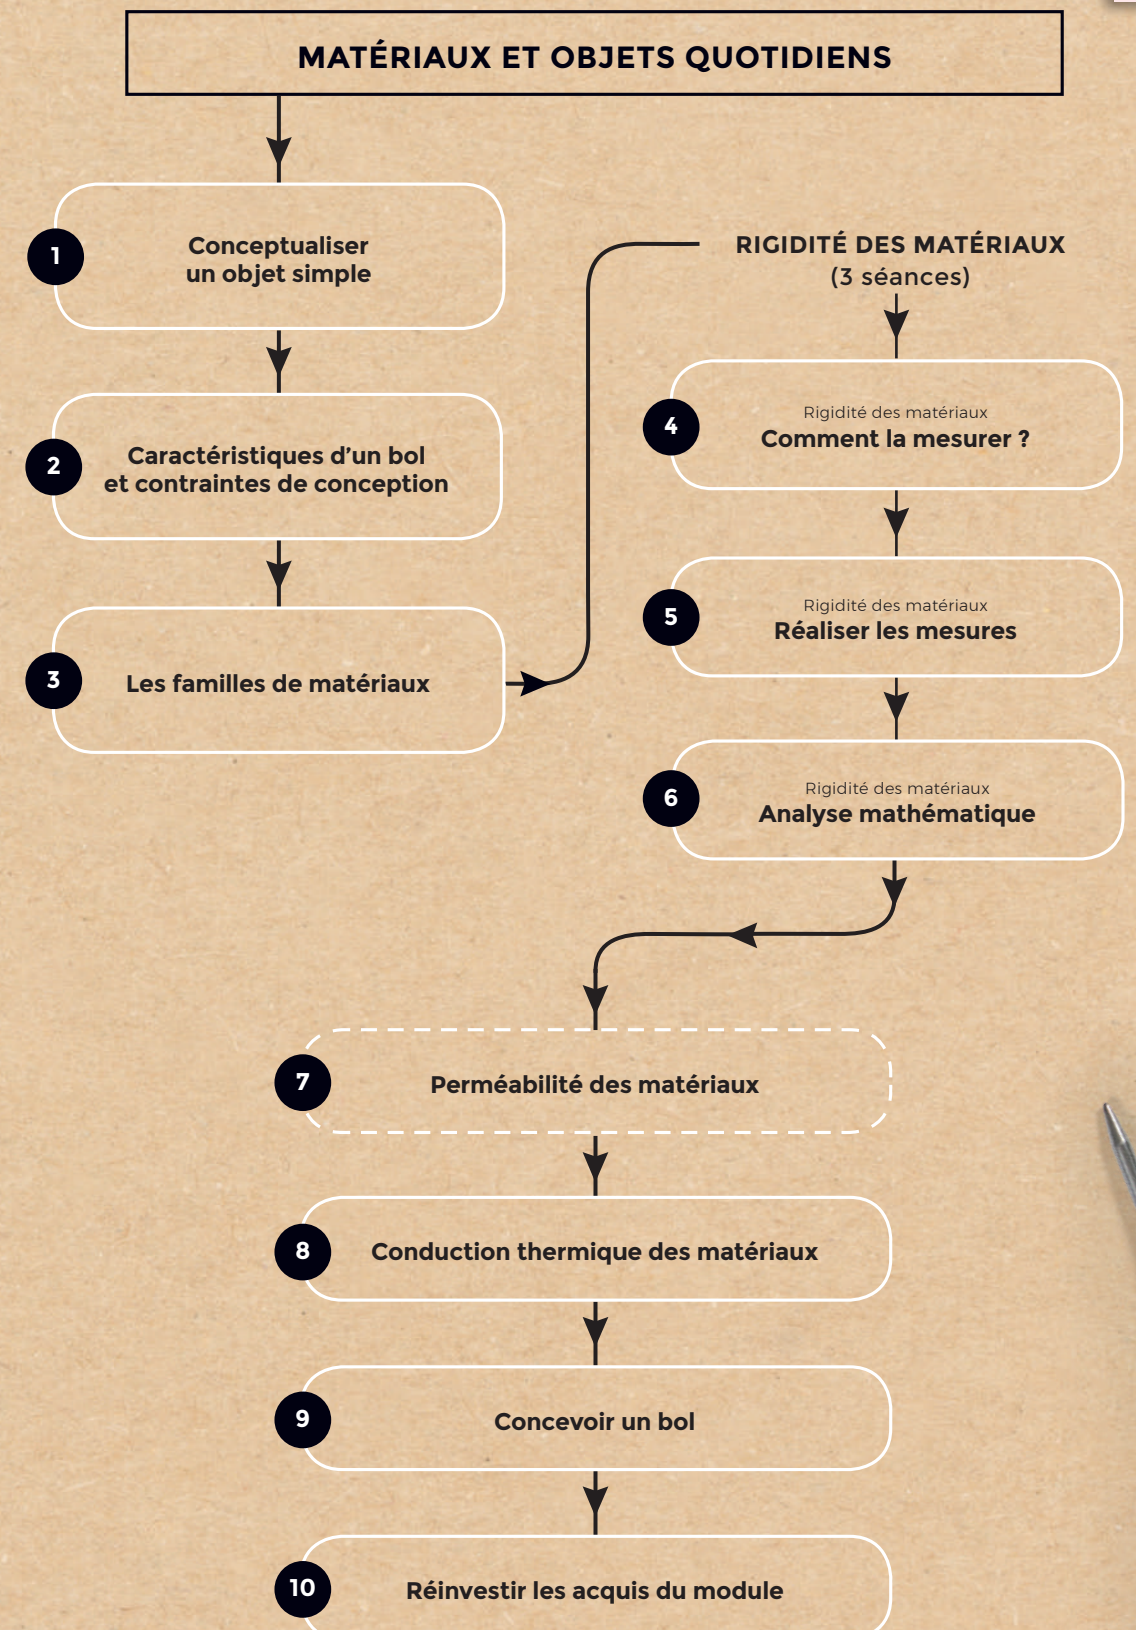 MATÉRIAUX ET OBJETS QUOTIDIENS
1
Conceptualiser
un objet simple
2
Caractéristiques d'un bol
et contraintes de conception
3
Les familles de matériaux
RIGIDITÉ DES MATÉRIAUX
(3 séances)
4
Rigidité des matériaux
Comment la mesurer ?
5
Rigidité des matériaux
Réaliser les mesures
6
Rigidité des matériaux
Analyse mathématique
7
Perméabilité des matériaux
8
Conduction thermique des matériaux
9
Concevoir un bol
10
Réinvestir les acquis du module